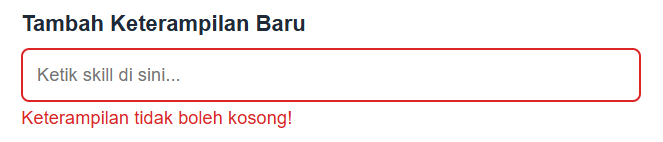 Tambah Keterampilan Baru
Ketik skill di sini...
Keterampilan tidak boleh kosong!